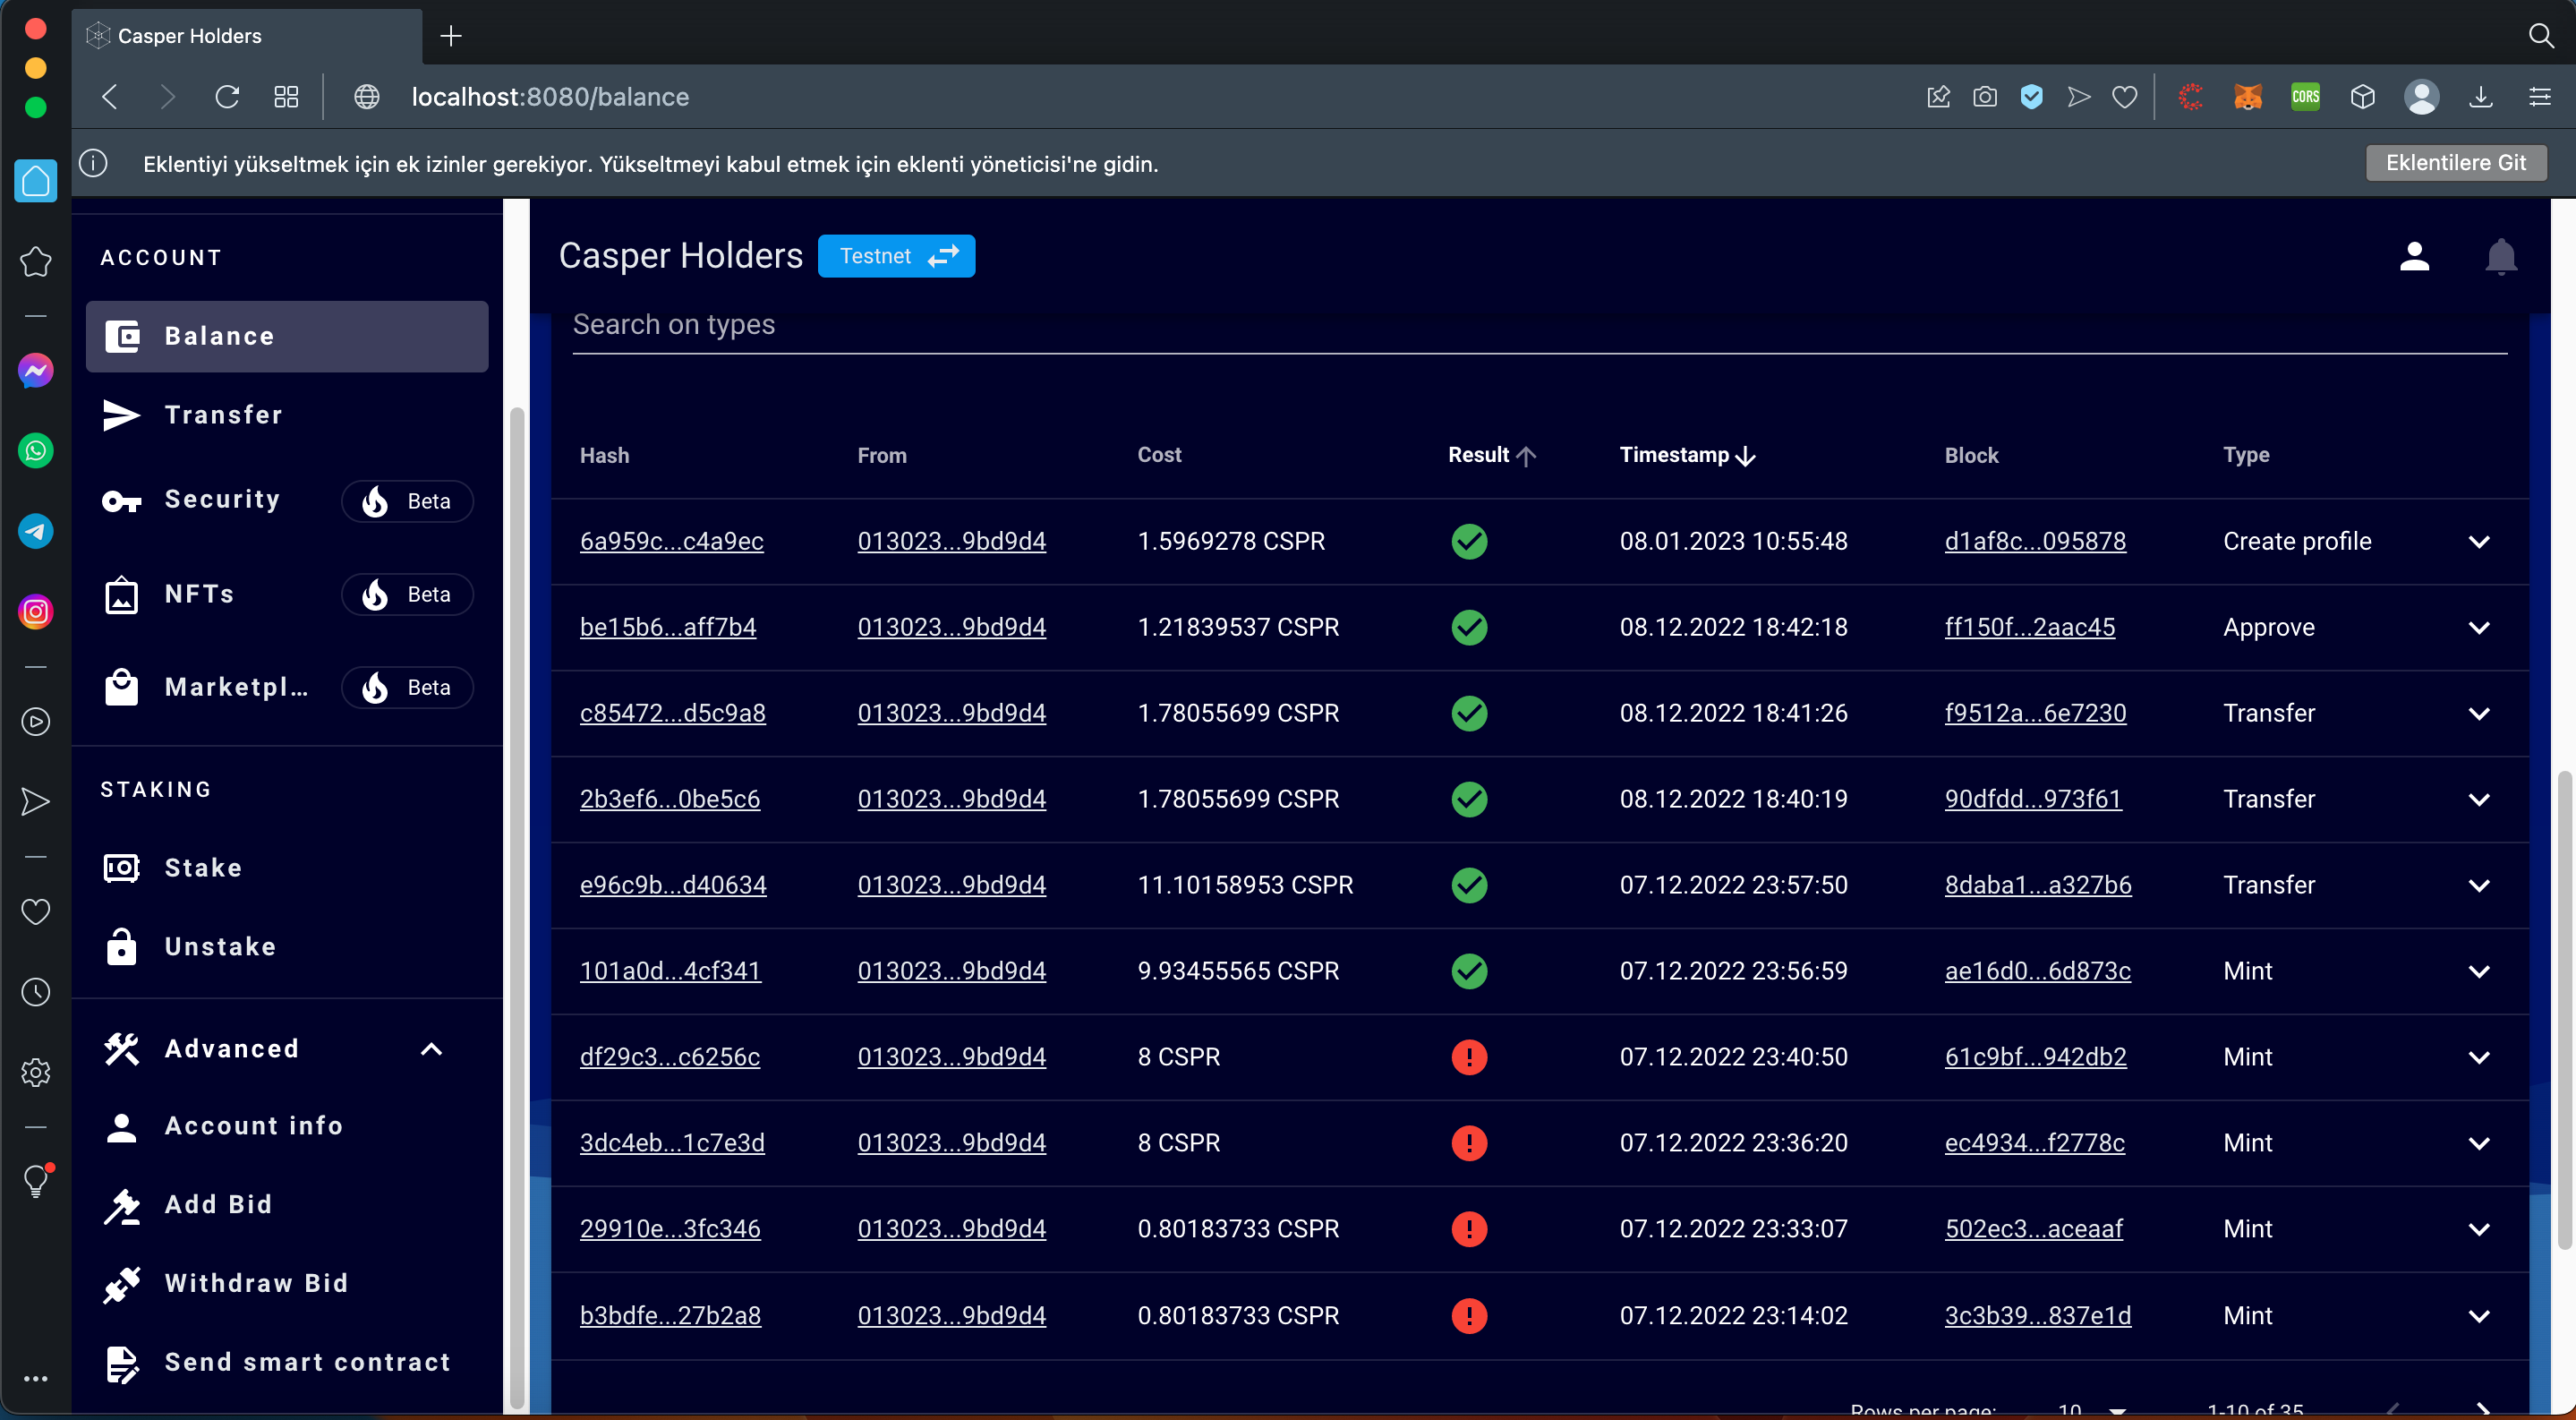 Casper Holders
localhost:8080/balance
CORS
Eklentiyi yükseltmek için ek izinler gerekiyor. Yükseltmeyi kabul etmek için eklenti yöneticisi'ne gidin.
Eklentilere Git
ACCOUNT
Balance
Transfer
Security Beta
NFTs Beta
Marketpl... Beta
STAKING
Stake
Unstake
Advanced
Account info
Add Bid
Withdraw Bid
Send smart contract
Casper Holders Testnet
Search on types
Hash From Cost Result Timestamp Block Type
6a959c...c4a9ec 013023...9bd9d4 1.5969278 CSPR 08.01.2023 10:55:48 d1af8c...095878 Create profile
be15b6...aff7b4 013023...9bd9d4 1.21839537 CSPR 08.12.2022 18:42:18 ff150f...2aac45 Approve
c85472...d5c9a8 013023...9bd9d4 1.78055699 CSPR 08.12.2022 18:41:26 f9512a...6e7230 Transfer
2b3ef6...0be5c6 013023...9bd9d4 1.78055699 CSPR 08.12.2022 18:40:19 90dfdd...973f61 Transfer
e96c9b...d40634 013023...9bd9d4 11.10158953 CSPR 07.12.2022 23:57:50 8daba1...a327b6 Transfer
101a0d...4cf341 013023...9bd9d4 9.93455565 CSPR 07.12.2022 23:56:59 ae16d0...6d873c Mint
df29c3...c6256c 013023...9bd9d4 8 CSPR 07.12.2022 23:40:50 61c9bf...942db2 Mint
3dc4eb...1c7e3d 013023...9bd9d4 8 CSPR 07.12.2022 23:36:20 ec4934...f2778c Mint
29910e...3fc346 013023...9bd9d4 0.80183733 CSPR 07.12.2022 23:33:07 502ec3...aceaaf Mint
b3bdfe...27b2a8 013023...9bd9d4 0.80183733 CSPR 07.12.2022 23:14:02 3c3b39...837e1d Mint
Rows per page: 10 1-10 of 35